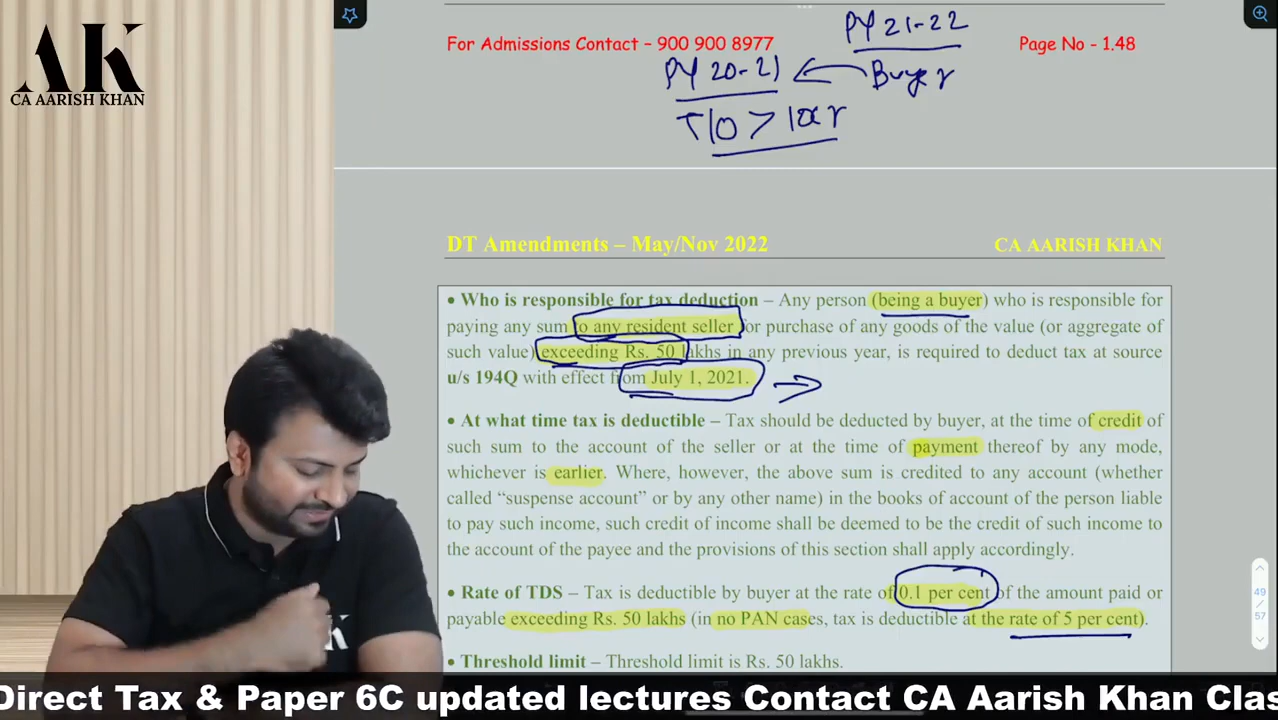 AK
CA AARISH KHAN
For Admissions Contact – 900 900 8977
PY 21-22
Page No - 1.48
PY 20-21
Buyer
T/O > 10cr
DT Amendments – May/Nov 2022
CA AARISH KHAN
• Who is responsible for tax deduction – Any person (being a buyer) who is responsible for
paying any sum to any resident seller for purchase of any goods of the value (or aggregate of
such value) exceeding Rs. 50 lakhs in any previous year, is required to deduct tax at source
u/s 194Q with effect from July 1, 2021.
• At what time tax is deductible – Tax should be deducted by buyer, at the time of credit of
such sum to the account of the seller or at the time of payment thereof by any mode,
whichever is earlier. Where, however, the above sum is credited to any account (whether
called “suspense account” or by any other name) in the books of account of the person liable
to pay such income, such credit of income shall be deemed to be the credit of such income to
the account of the payee and the provisions of this section shall apply accordingly.
• Rate of TDS – Tax is deductible by buyer at the rate of 0.1 per cent of the amount paid or
payable exceeding Rs. 50 lakhs (in no PAN cases, tax is deductible at the rate of 5 per cent).
• Threshold limit – Threshold limit is Rs. 50 lakhs.
49
/
57
Direct Tax & Paper 6C updated lectures Contact CA Aarish Khan Clas